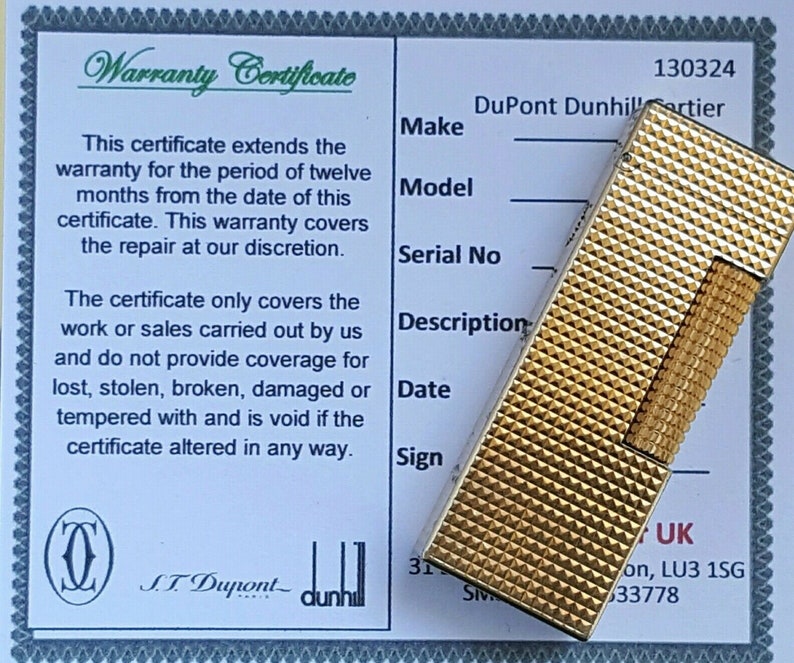 Warranty Certificate
This certificate extends the
warranty for the period of twelve
months from the date of this
certificate. This warranty covers
the repair at our discretion.
The certificate only covers the
work or sales carried out by us
and do not provide coverage for
lost, stolen, broken, damaged or
tempered with and is void if the
certificate altered in any way.
S.T. Dupont
PARIS
dunhill
130324
DuPont Dunhill Cartier
Make
Model
Serial No
Description
Date
Sign
UK
31 on, LU3 1SG
33778